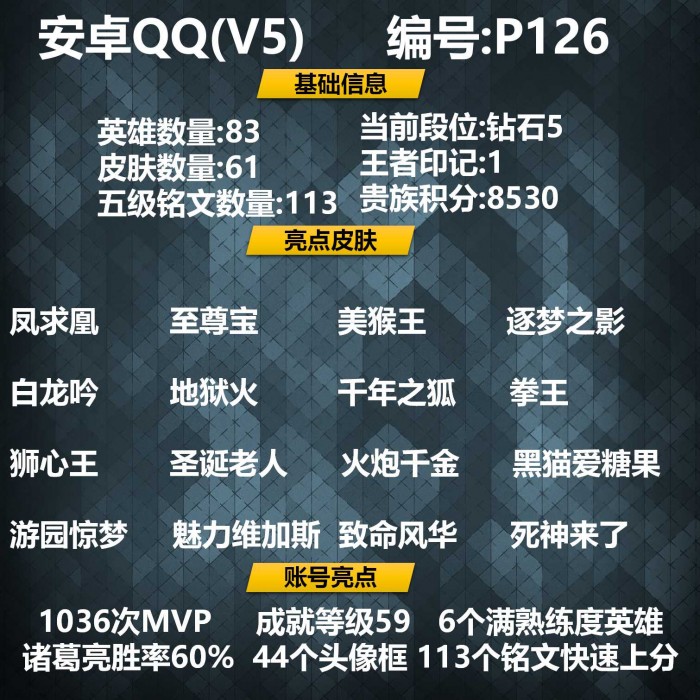 安卓QQ(V5) 编号:P126
基础信息
英雄数量:83 当前段位:钻石5
皮肤数量:61 王者印记:1
五级铭文数量:113 贵族积分:8530
亮点皮肤
凤求凰 至尊宝 美猴王 逐梦之影
白龙吟 地狱火 千年之狐 拳王
狮心王 圣诞老人 火炮千金 黑猫爱糖果
游园惊梦 魅力维加斯 致命风华 死神来了
账号亮点
1036次MVP 成就等级59 6个满熟练度英雄
诸葛亮胜率60% 44个头像框 113个铭文快速上分